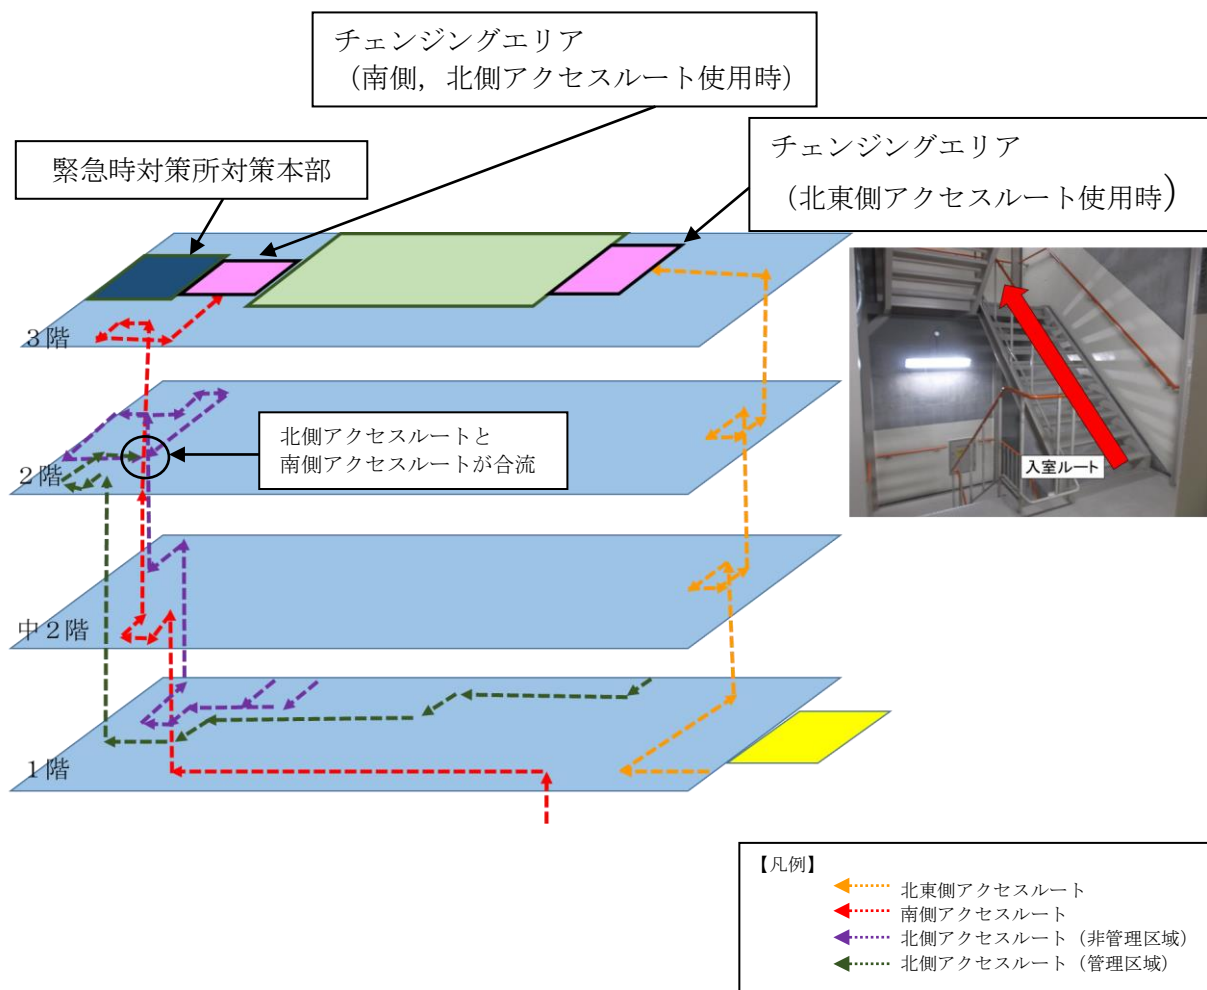 チェンジングエリア
（南側，北側アクセスルート使用時）
チェンジングエリア
（北東側アクセスルート使用時）
緊急時対策所対策本部
３階
北側アクセスルートと
南側アクセスルートが合流
２階
入室ルート
中２階
１階
【凡例】
北東側アクセスルート
南側アクセスルート
北側アクセスルート（非管理区域）
北側アクセスルート（管理区域）